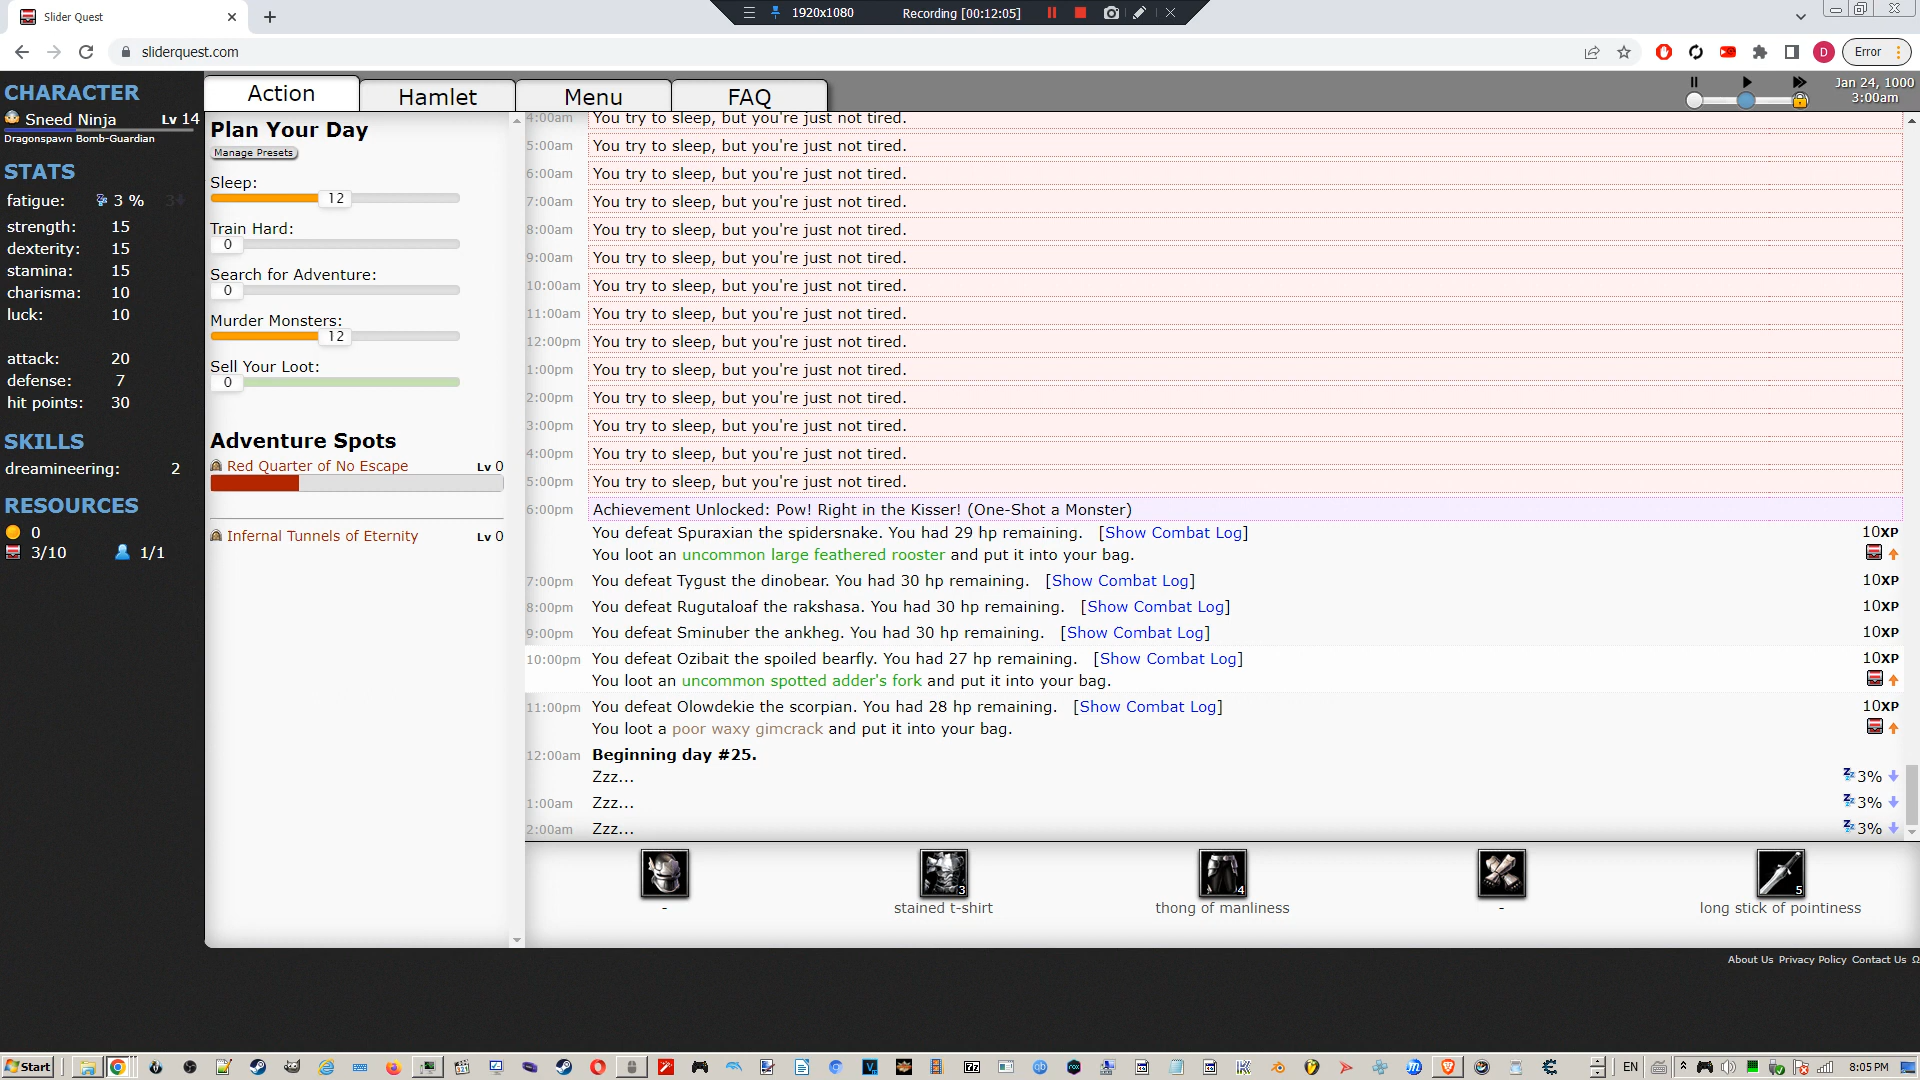 Slider Quest
1920x1080
Recording [00:12:05]
sliderquest.com
D
Error
CHARACTER
Sneed Ninja Lv 14
Dragonspawn Bomb-Guardian
STATS
fatigue: 3 %
strength: 15
dexterity: 15
stamina: 15
charisma: 10
luck: 10
attack: 20
defense: 7
hit points: 30
SKILLS
dreamineering: 2
RESOURCES
0
3/10 1/1
Action
Hamlet
Menu
FAQ
Jan 24, 1000
3:00am
Plan Your Day
Manage Presets
Sleep:
12
Train Hard:
0
Search for Adventure:
0
Murder Monsters:
12
Sell Your Loot:
0
Adventure Spots
Red Quarter of No Escape Lv 0
Infernal Tunnels of Eternity Lv 0
4:00am You try to sleep, but you're just not tired.
5:00am You try to sleep, but you're just not tired.
6:00am You try to sleep, but you're just not tired.
7:00am You try to sleep, but you're just not tired.
8:00am You try to sleep, but you're just not tired.
9:00am You try to sleep, but you're just not tired.
10:00am You try to sleep, but you're just not tired.
11:00am You try to sleep, but you're just not tired.
12:00pm You try to sleep, but you're just not tired.
1:00pm You try to sleep, but you're just not tired.
2:00pm You try to sleep, but you're just not tired.
3:00pm You try to sleep, but you're just not tired.
4:00pm You try to sleep, but you're just not tired.
5:00pm You try to sleep, but you're just not tired.
6:00pm Achievement Unlocked: Pow! Right in the Kisser! (One-Shot a Monster)
You defeat Spuraxian the spidersnake. You had 29 hp remaining. [Show Combat Log] 10XP
You loot an uncommon large feathered rooster and put it into your bag.
7:00pm You defeat Tygust the dinobear. You had 30 hp remaining. [Show Combat Log] 10XP
8:00pm You defeat Rugutaloaf the rakshasa. You had 30 hp remaining. [Show Combat Log] 10XP
9:00pm You defeat Sminuber the ankheg. You had 30 hp remaining. [Show Combat Log] 10XP
10:00pm You defeat Ozibait the spoiled bearfly. You had 27 hp remaining. [Show Combat Log] 10XP
You loot an uncommon spotted adder's fork and put it into your bag.
11:00pm You defeat Olowdekie the scorpian. You had 28 hp remaining. [Show Combat Log] 10XP
You loot a poor waxy gimcrack and put it into your bag.
12:00am Beginning day #25.
Zzz... 3%
1:00am Zzz... 3%
2:00am Zzz... 3%
3
4
5
- stained t-shirt thong of manliness - long stick of pointiness
About Us Privacy Policy Contact Us
Start
EN
8:05 PM